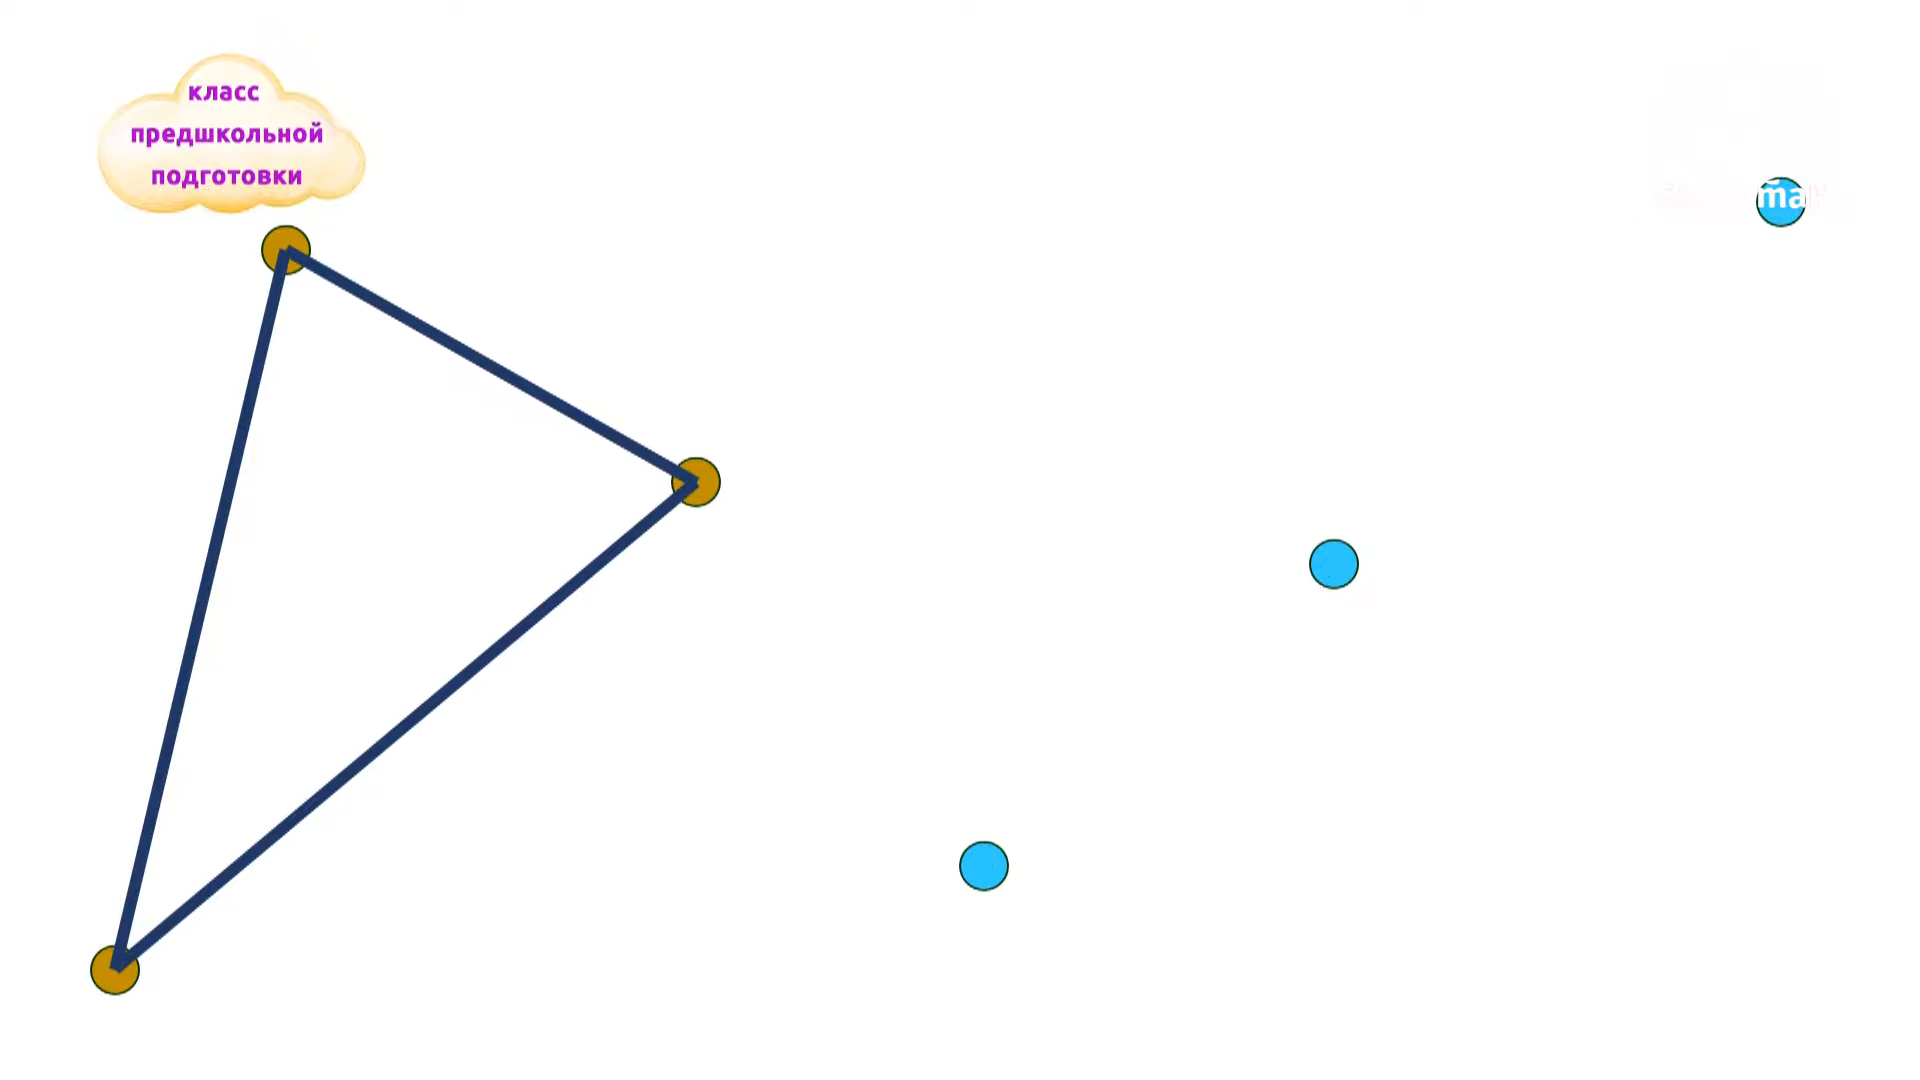 класс
предшкольной
подготовки